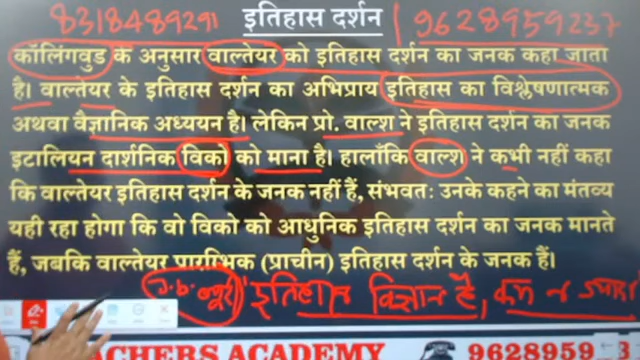 8318489291 इतिहास दर्शन 9628959237
कॉलिंगवुड के अनुसार वाल्तेयर को इतिहास दर्शन का जनक कहा जाता
है। वाल्तेयर के इतिहास दर्शन का अभिप्राय इतिहास का विश्लेषणात्मक
अथवा वैज्ञानिक अध्ययन है। लेकिन प्रो. वाल्श ने इतिहास दर्शन का जनक
इटालियन दार्शनिक विको को माना है। हालाँकि वाल्श ने कभी नहीं कहा
कि वाल्तेयर इतिहास दर्शन के जनक नहीं हैं, संभवतः उनके कहने का मंतव्य
यही रहा होगा कि वो विको को आधुनिक इतिहास दर्शन का जनक मानते
हैं, जबकि वाल्तेयर प्रारम्भिक (प्राचीन) इतिहास दर्शन के जनक हैं।
J.b. ब्यूरी इतिहास विज्ञान है, कम न ज्यादा
ACHERS ACADEMY 9628959 3